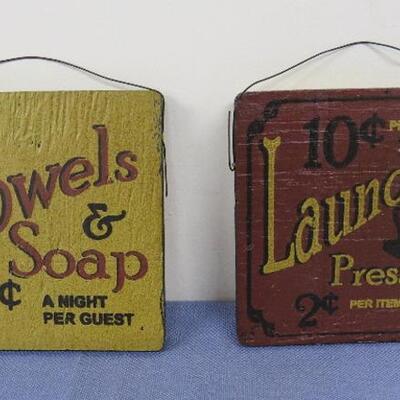 owels
&
Soap
¢ A NIGHT
PER GUEST
10¢ P
Laun
Press
2¢ PER ITEM